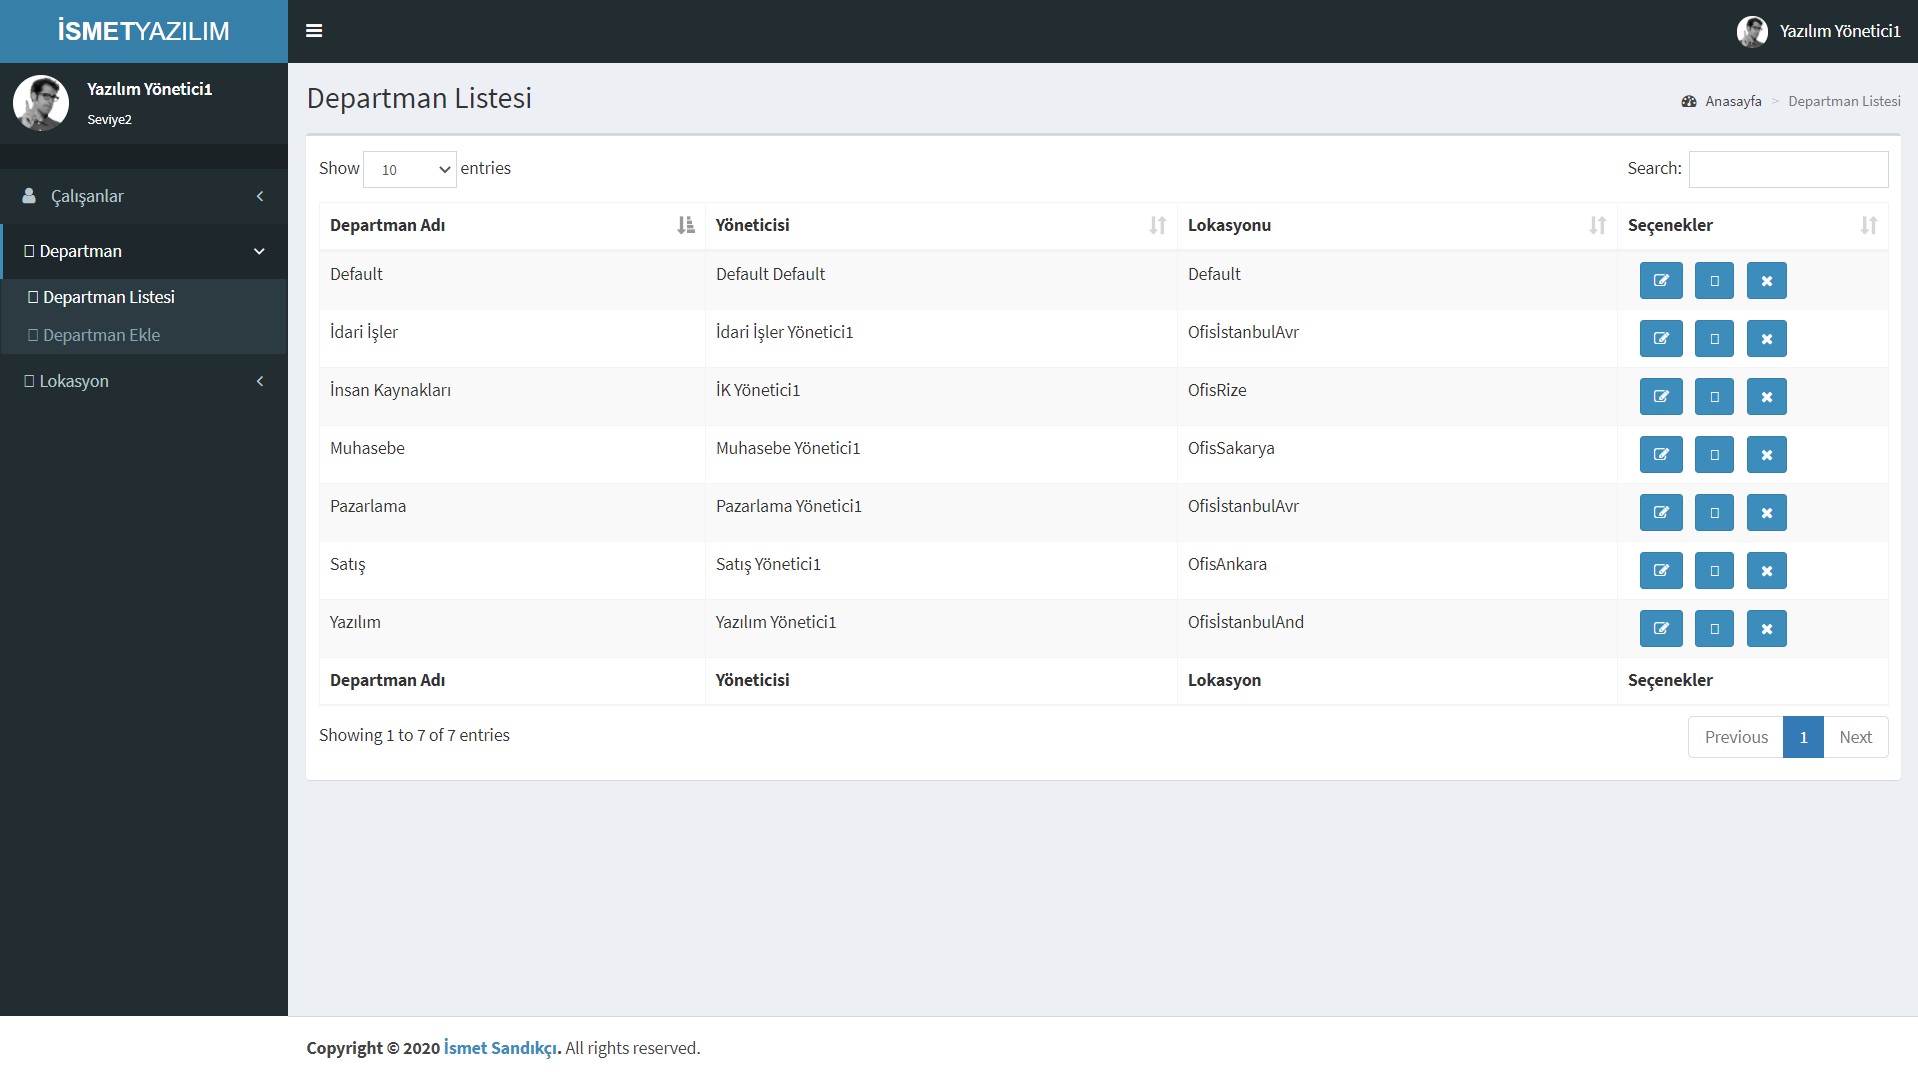 İSMETYAZILIM
Yazılım Yönetici1
Yazılım Yönetici1
Seviye2
Çalışanlar
Departman
Departman Listesi
Departman Ekle
Lokasyon
Departman Listesi
Anasayfa > Departman Listesi
Show 10 entries
Search:
Departman Adı Yöneticisi Lokasyonu Seçenekler
Default Default Default Default
İdari İşler İdari İşler Yönetici1 OfisİstanbulAvr
İnsan Kaynakları İK Yönetici1 OfisRize
Muhasebe Muhasebe Yönetici1 OfisSakarya
Pazarlama Pazarlama Yönetici1 OfisİstanbulAvr
Satış Satış Yönetici1 OfisAnkara
Yazılım Yazılım Yönetici1 OfisİstanbulAnd
Departman Adı Yöneticisi Lokasyon Seçenekler
Showing 1 to 7 of 7 entries
Previous 1 Next
Copyright © 2020 İsmet Sandıkçı. All rights reserved.